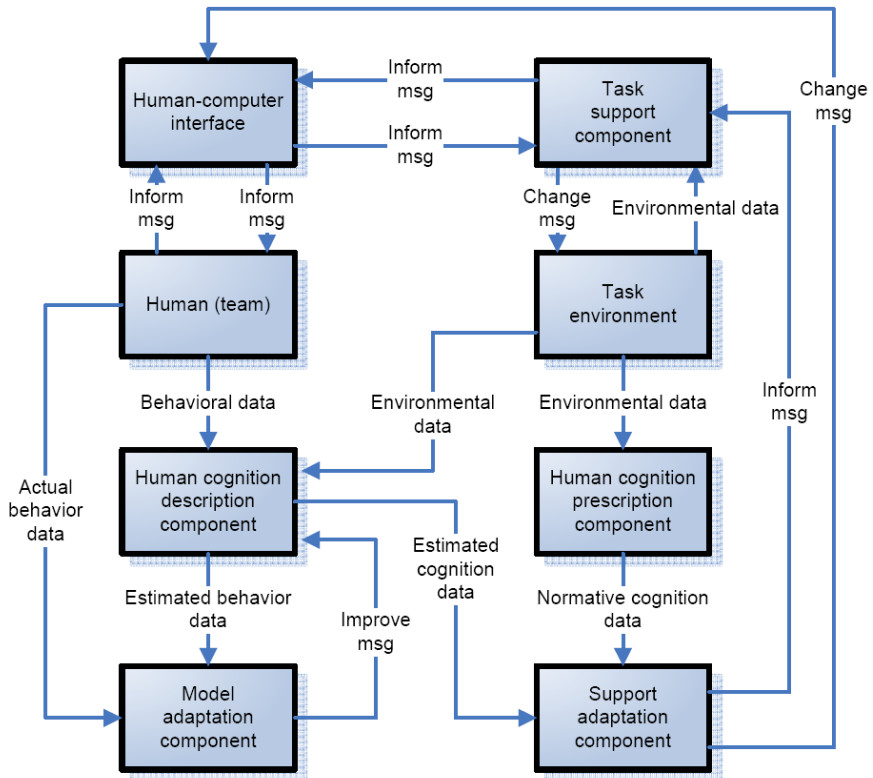 Human-computer
interface
Inform
msg
Inform
msg
Task
support
component
Change
msg
Inform
msg
Inform
msg
Change
msg
Environmental data
Human (team)
Task
environment
Behavioral data
Environmental
data
Environmental data
Inform
msg
Actual
behavior
data
Human cognition
description
component
Human cognition
prescription
component
Estimated
cognition
data
Estimated behavior
data
Improve
msg
Normative cognition
data
Model
adaptation
component
Support
adaptation
component